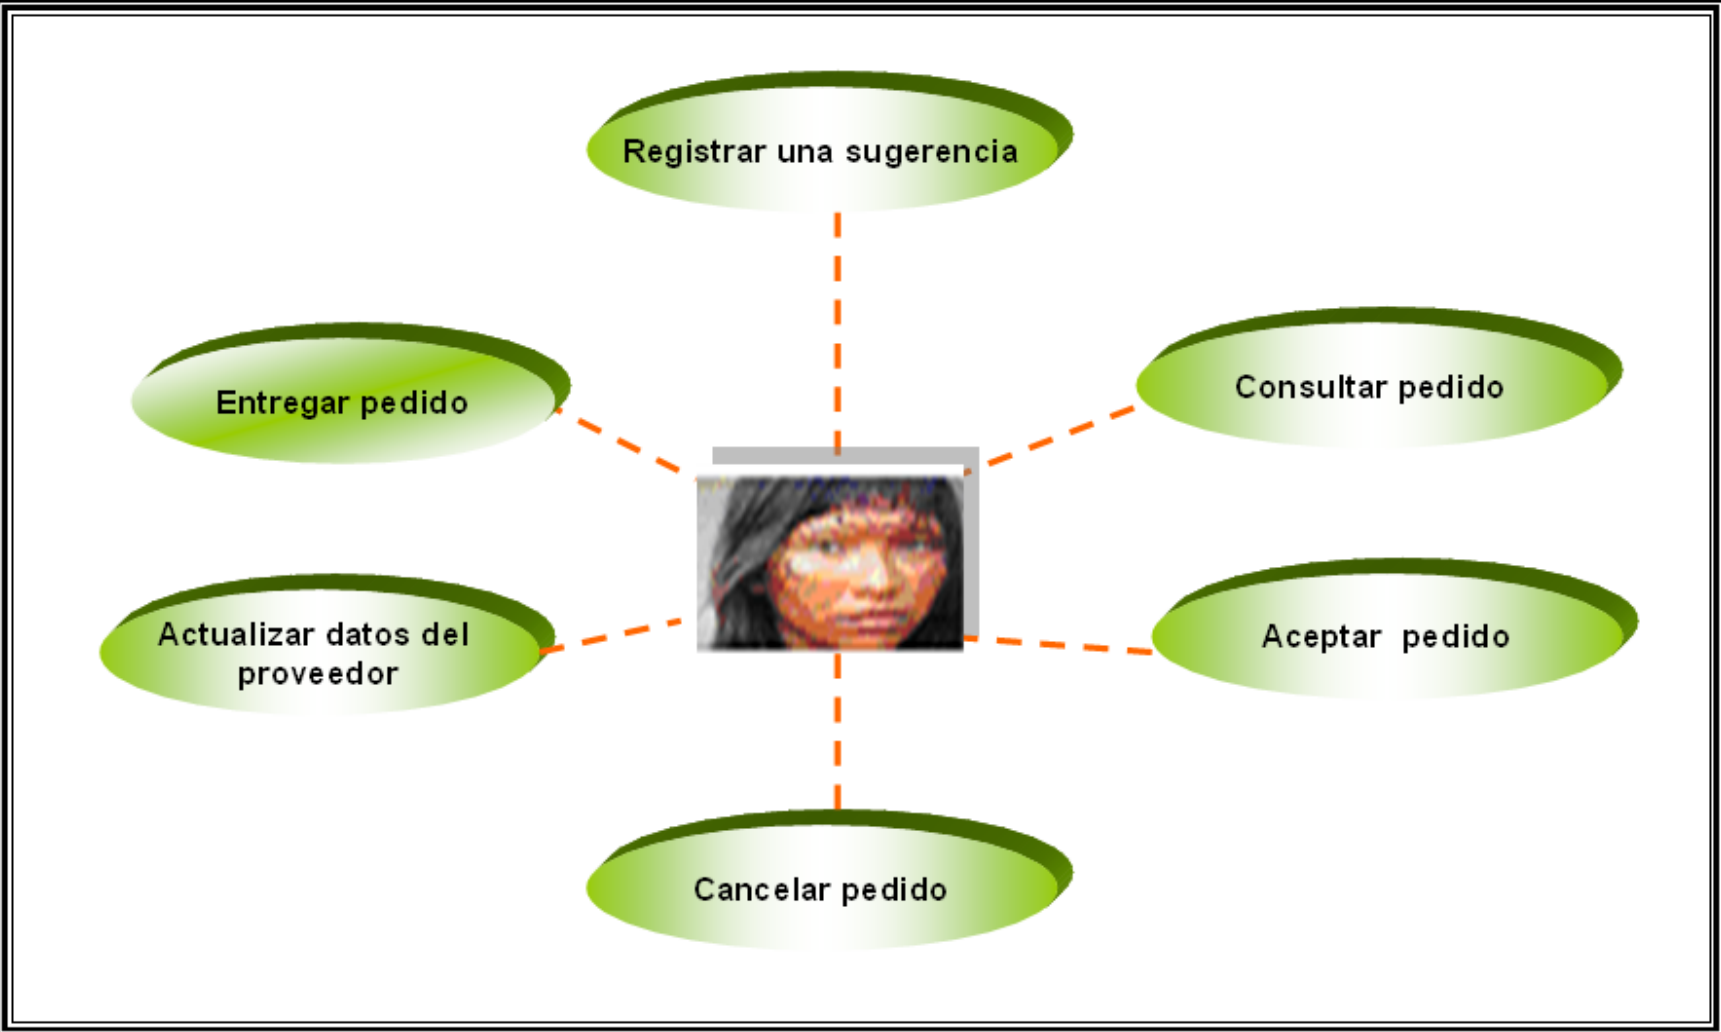 Registrar una sugerencia
Consultar pedido
Entregar pedido
Actualizar datos del
proveedor
Aceptar pedido
Cancelar pedido